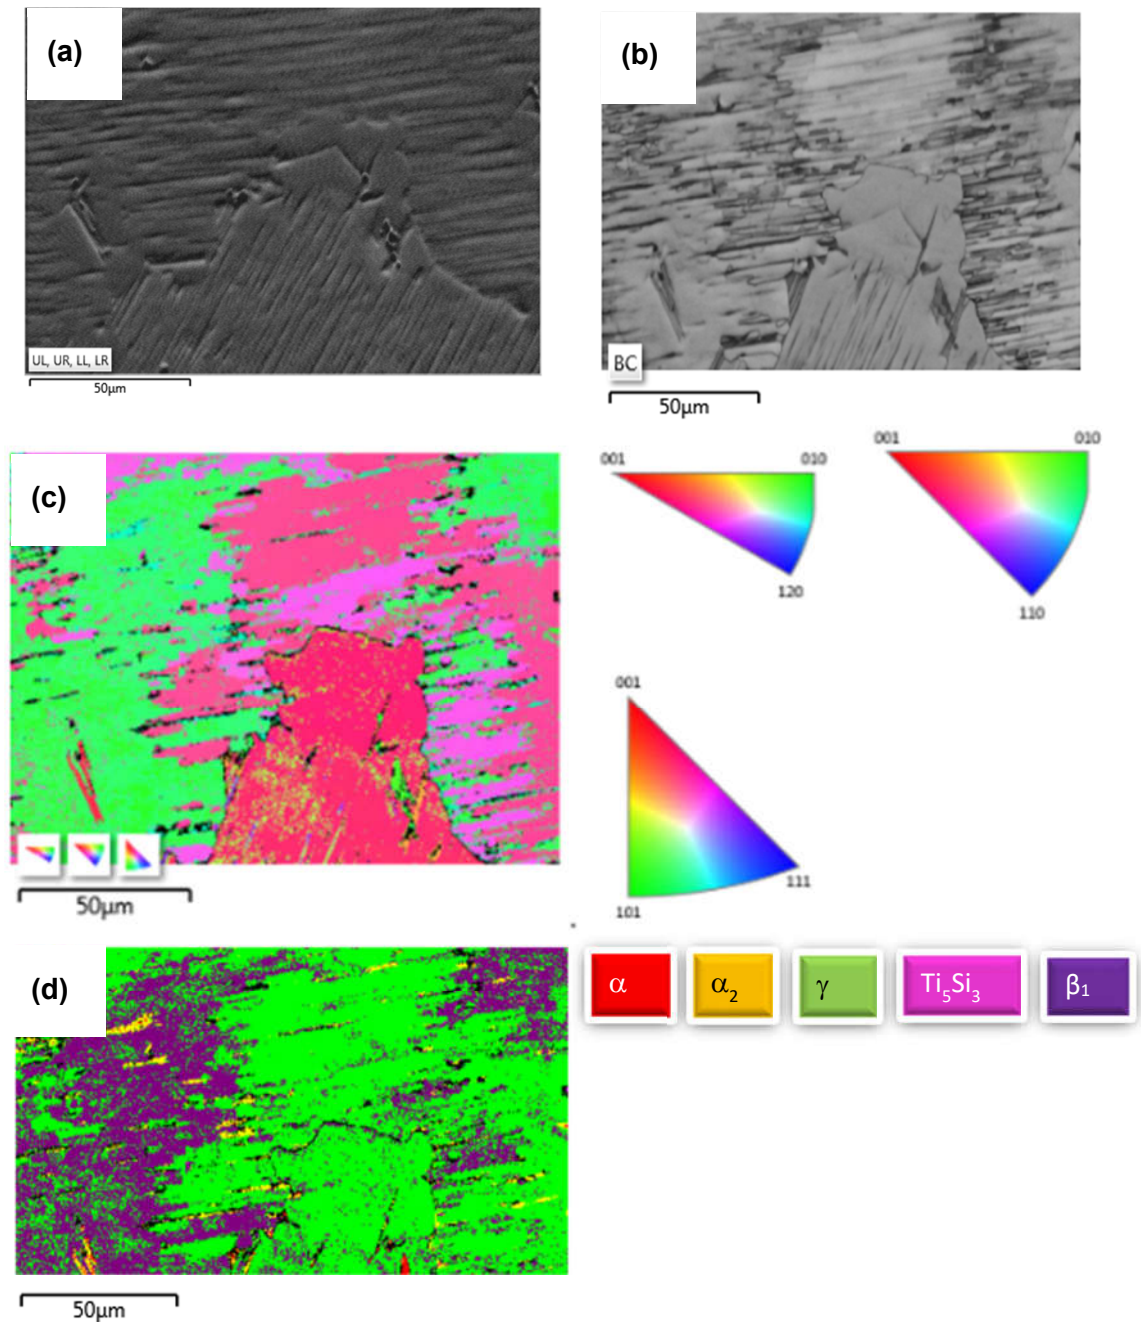 (a)
UL, UR, LL, LR
50µm
(b)
BC
50µm
(c)
50µm
001 010
120
001 010
110
001
101
111
(d)
50µm
α
α₂
γ
Ti₅Si₃
β₁